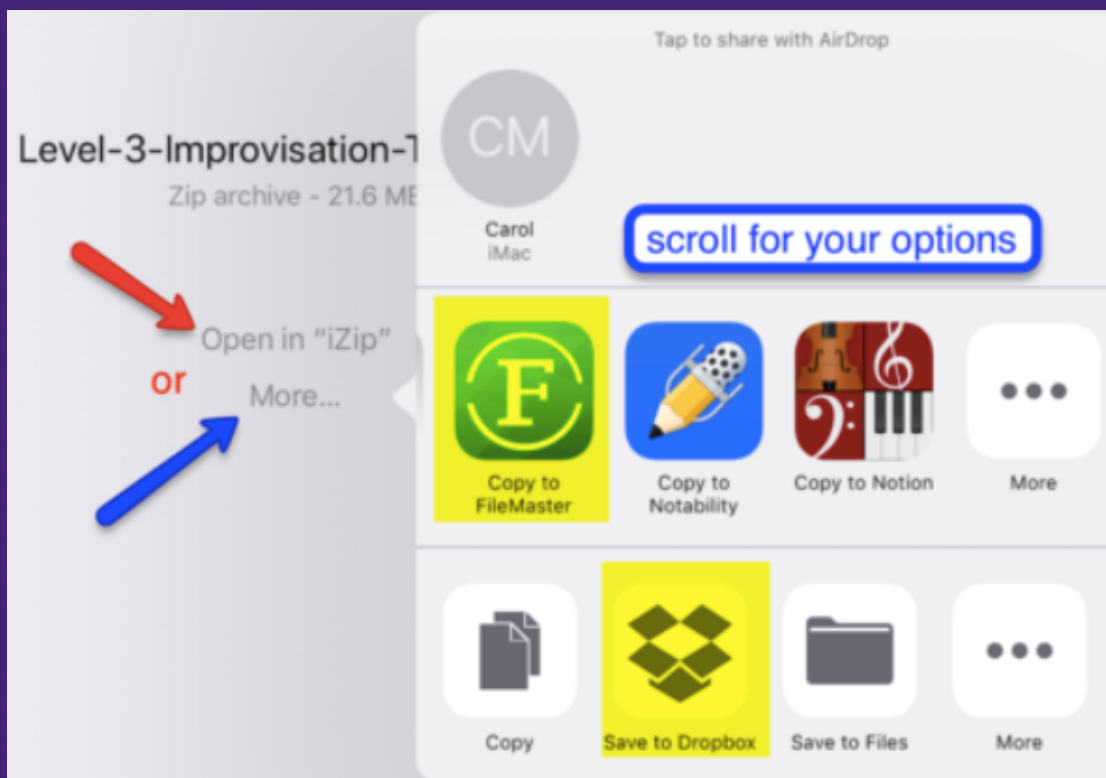 Tap to share with AirDrop
CM
Level-3-Improvisation-T
Zip archive - 21.6 MB
Carol
iMac
scroll for your options
Open in “iZip”
or
More...
F
Copy to
FileMaster
Copy to
Notability
Copy to Notion
More
Copy
Save to Dropbox
Save to Files
More